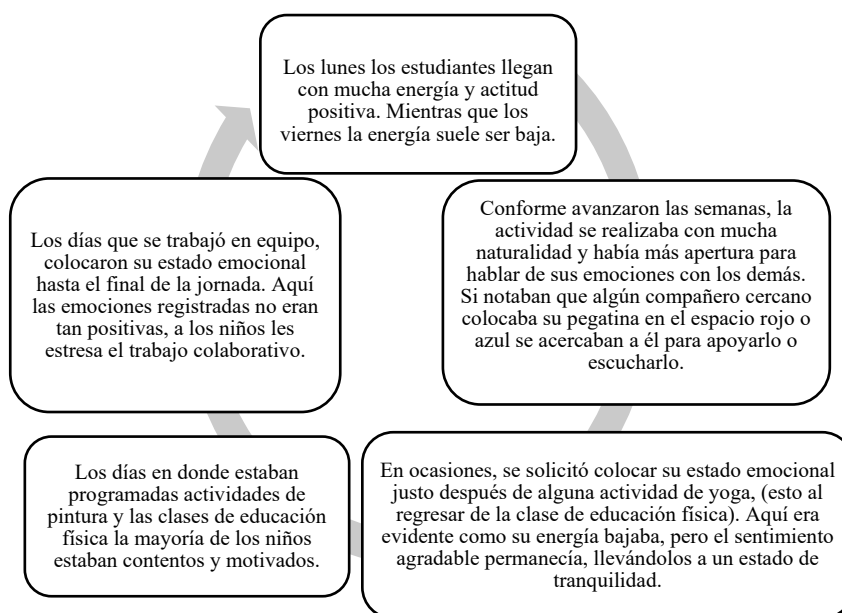 Los lunes los estudiantes llegan
con mucha energía y actitud
positiva. Mientras que los
viernes la energía suele ser baja.
Conforme avanzaron las semanas, la
actividad se realizaba con mucha
naturalidad y había más apertura para
hablar de sus emociones con los demás.
Si notaban que algún compañero cercano
colocaba su pegatina en el espacio rojo o
azul se acercaban a él para apoyarlo o
escucharlo.
En ocasiones, se solicitó colocar su estado emocional
justo después de alguna actividad de yoga, (esto al
regresar de la clase de educación física). Aquí era
evidente como su energía bajaba, pero el sentimiento
agradable permanecía, llevándolos a un estado de
tranquilidad.
Los días en donde estaban
programadas actividades de
pintura y las clases de educación
física la mayoría de los niños
estaban contentos y motivados.
Los días que se trabajó en equipo,
colocaron su estado emocional
hasta el final de la jornada. Aquí
las emociones registradas no eran
tan positivas, a los niños les
estresa el trabajo colaborativo.